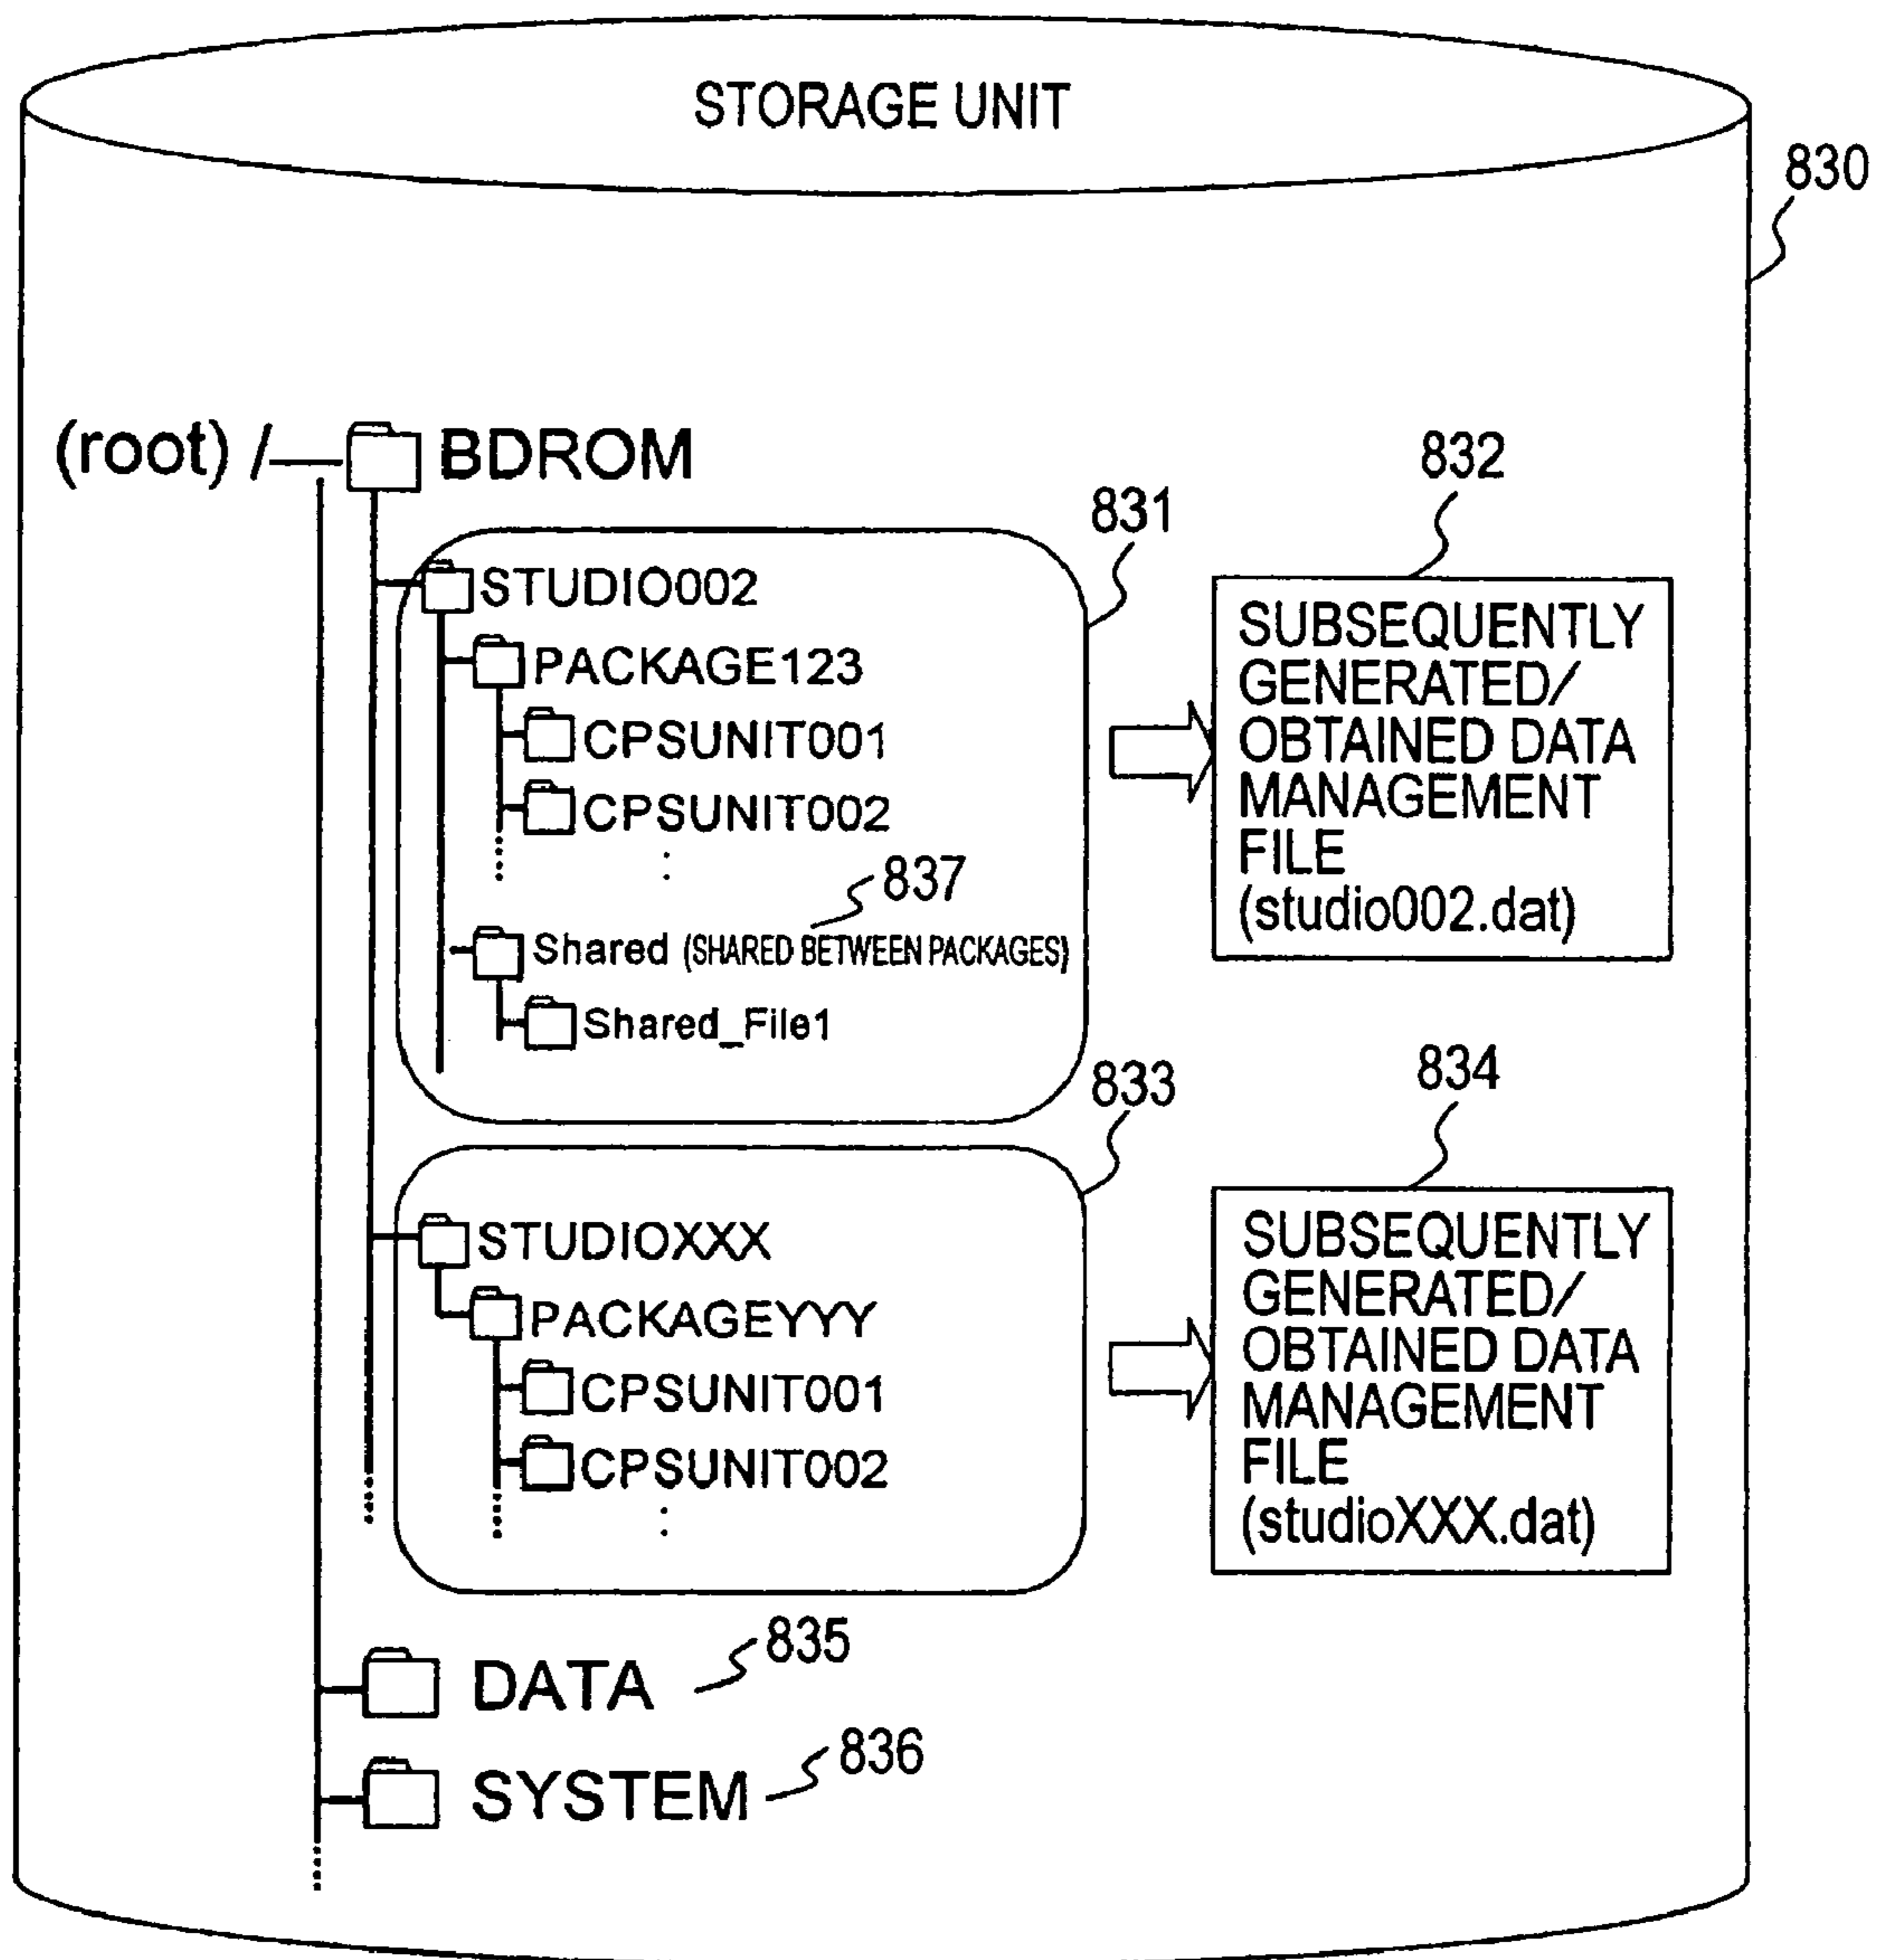 STORAGE UNIT
830
(root) / BDROM
832
831
STUDIO002
PACKAGE123
CPSUNIT001
CPSUNIT002
837
Shared (SHARED BETWEEN PACKAGES)
Shared_File1
SUBSEQUENTLY
GENERATED/
OBTAINED DATA
MANAGEMENT
FILE
(studio002.dat)
833
834
STUDIOXXX
PACKAGEYYY
CPSUNIT001
CPSUNIT002
SUBSEQUENTLY
GENERATED/
OBTAINED DATA
MANAGEMENT
FILE
(studioXXX.dat)
DATA 835
SYSTEM 836